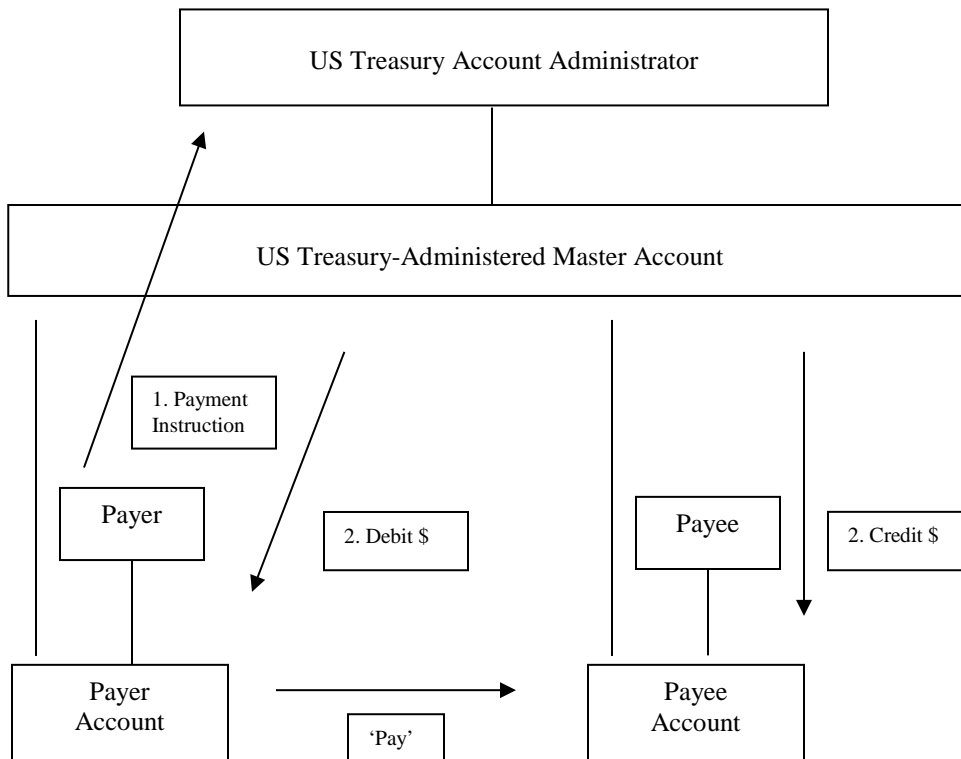 US Treasury Account Administrator
US Treasury-Administered Master Account
1. Payment
Instruction
Payer
2. Debit $
Payee
2. Credit $
Payer
Account
‘Pay’
Payee
Account